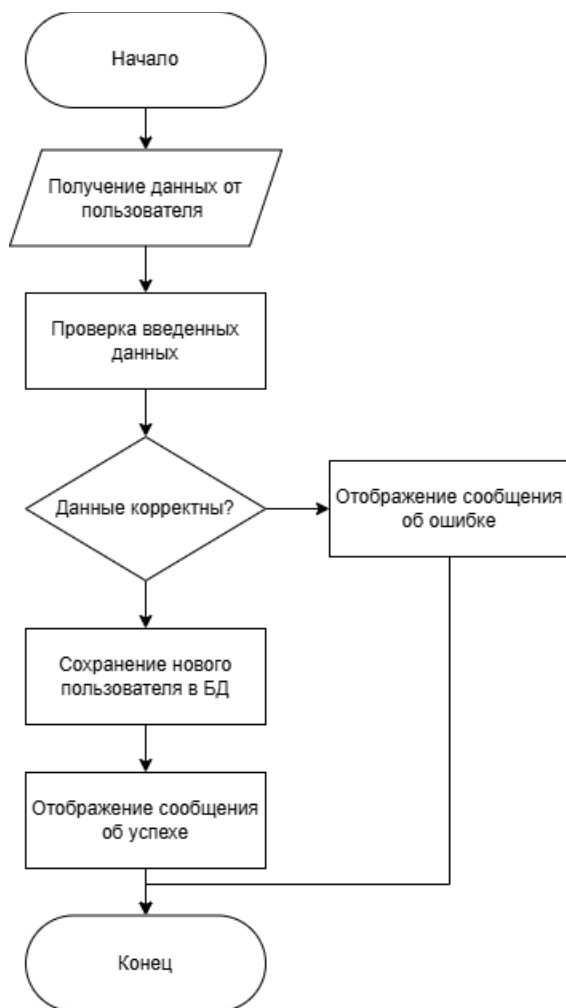 Начало
Получение данных от
пользователя
Проверка введенных
данных
Данные корректны?
Отображение сообщения
об ошибке
Сохранение нового
пользователя в БД
Отображение сообщения
об успехе
Конец